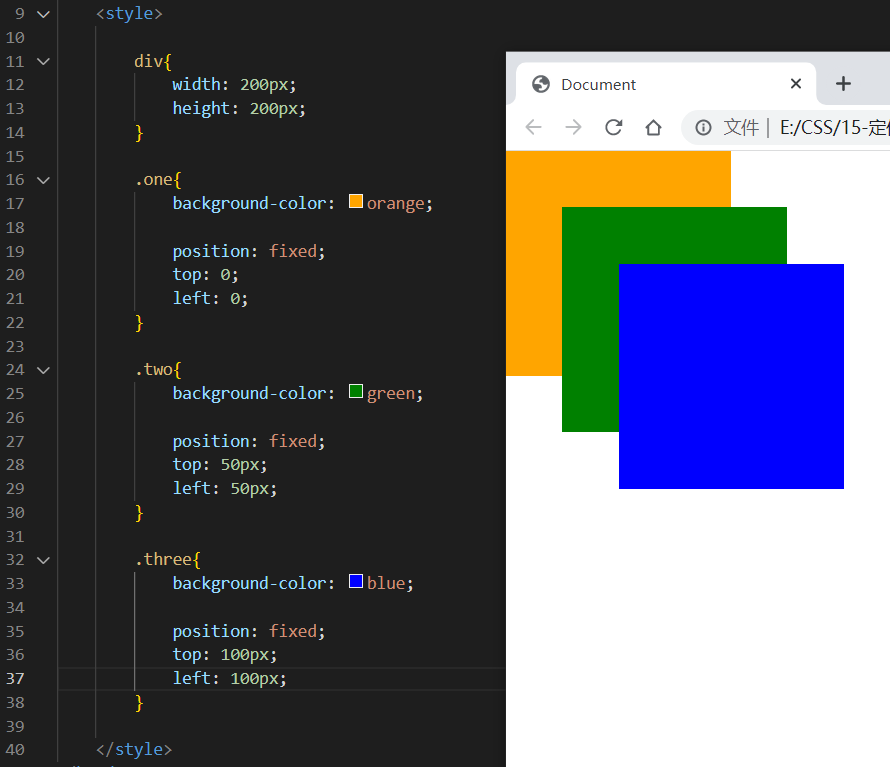 9 <style>
10
11 div{
12 width: 200px;
13 height: 200px;
14 }
15
16 .one{
17 background-color: orange;
18
19 position: fixed;
20 top: 0;
21 left: 0;
22 }
23
24 .two{
25 background-color: green;
26
27 position: fixed;
28 top: 50px;
29 left: 50px;
30 }
31
32 .three{
33 background-color: blue;
34
35 position: fixed;
36 top: 100px;
37 left: 100px;
38 }
39
40 </style>
Document
文件 | E:/CSS/15-定